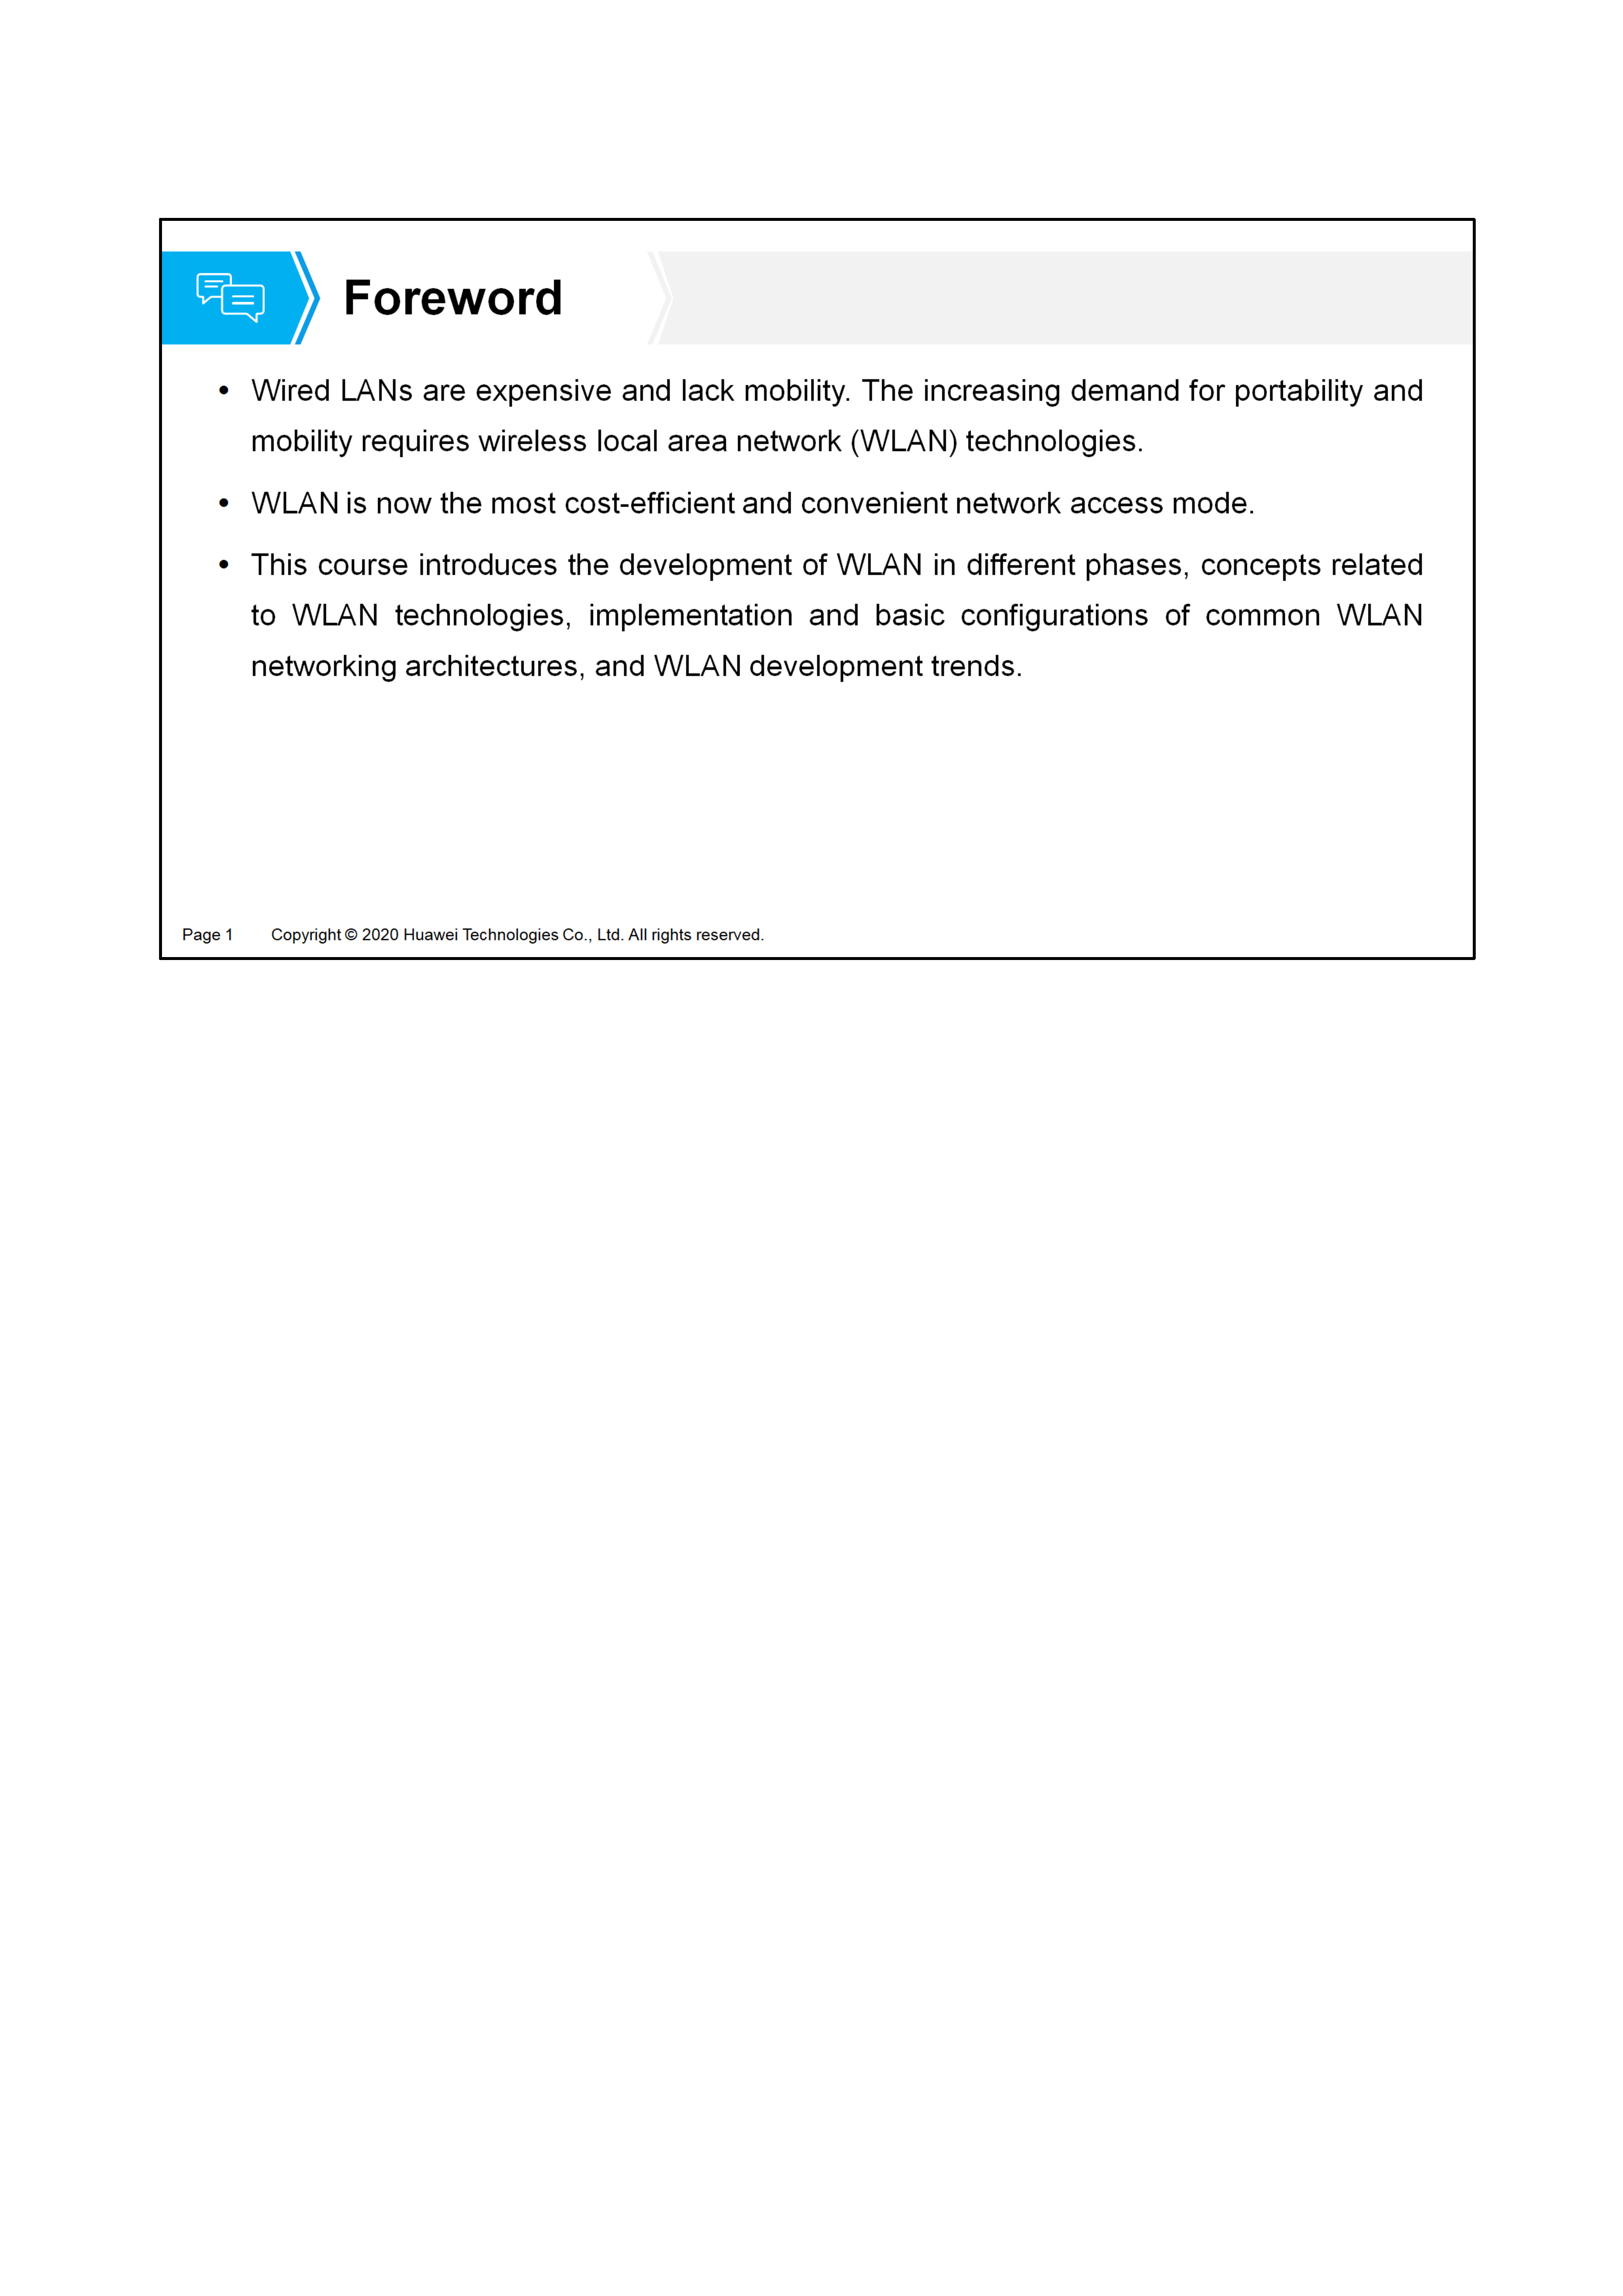 Foreword
• Wired LANs are expensive and lack mobility. The increasing demand for portability and
mobility requires wireless local area network (WLAN) technologies.
• WLAN is now the most cost-efficient and convenient network access mode.
• This course introduces the development of WLAN in different phases, concepts related
to WLAN technologies, implementation and basic configurations of common WLAN
networking architectures, and WLAN development trends.
Page 1 Copyright © 2020 Huawei Technologies Co., Ltd. All rights reserved.